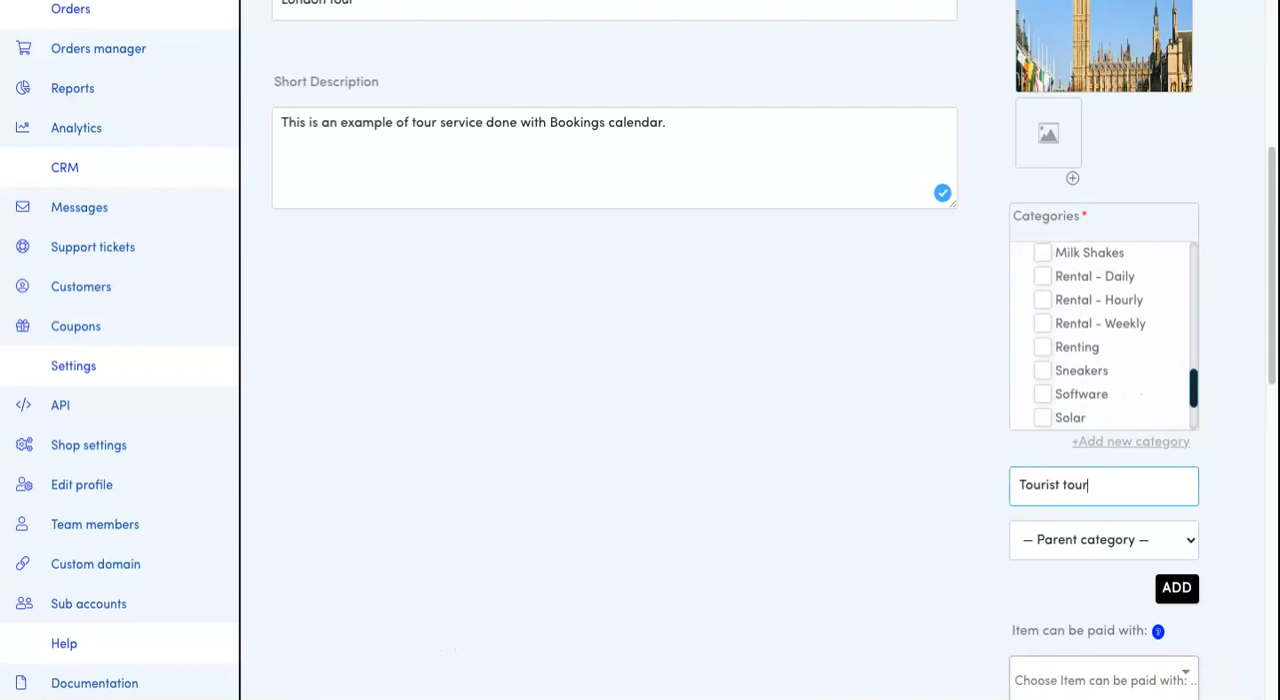 Orders
Orders manager
Reports
Analytics
CRM
Messages
Support tickets
Customers
Coupons
Settings
API
Shop settings
Edit profile
Team members
Custom domain
Sub accounts
Help
Documentation
London Tour
Short Description
This is an example of tour service done with Bookings calendar.
Categories*
Milk Shakes
Rental - Daily
Rental - Hourly
Rental - Weekly
Renting
Sneakers
Software
Solar
+Add new category
Tourist tour
— Parent category —
ADD
Item can be paid with: ?
Choose Item can be paid with: ..